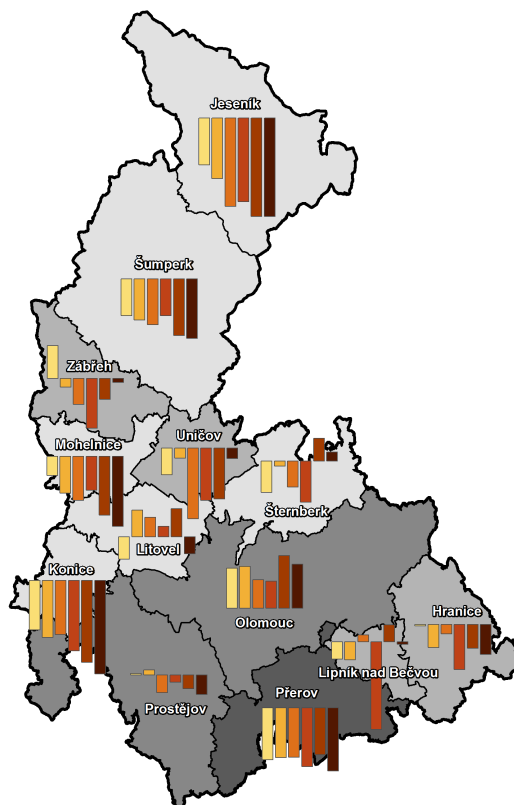 Jeseník
Šumperk
Zábřeh
Mohelnice
Uničov
Šternberk
Litovel
Konice
Olomouc
Hranice
Lipník nad Bečvou
Přerov
Prostějov